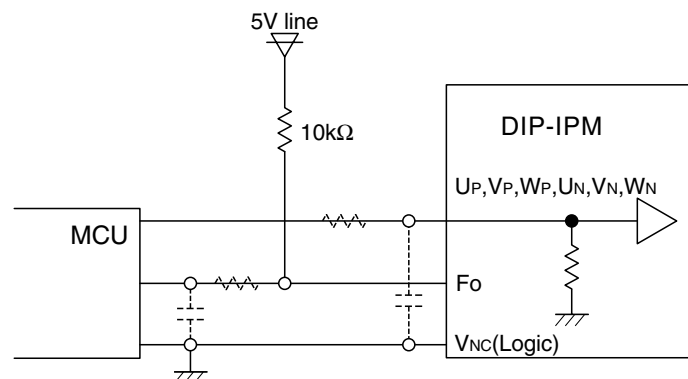 5V line
10kΩ
DIP-IPM
UP,VP,WP,UN,VN,WN
MCU
Fo
VNC(Logic)